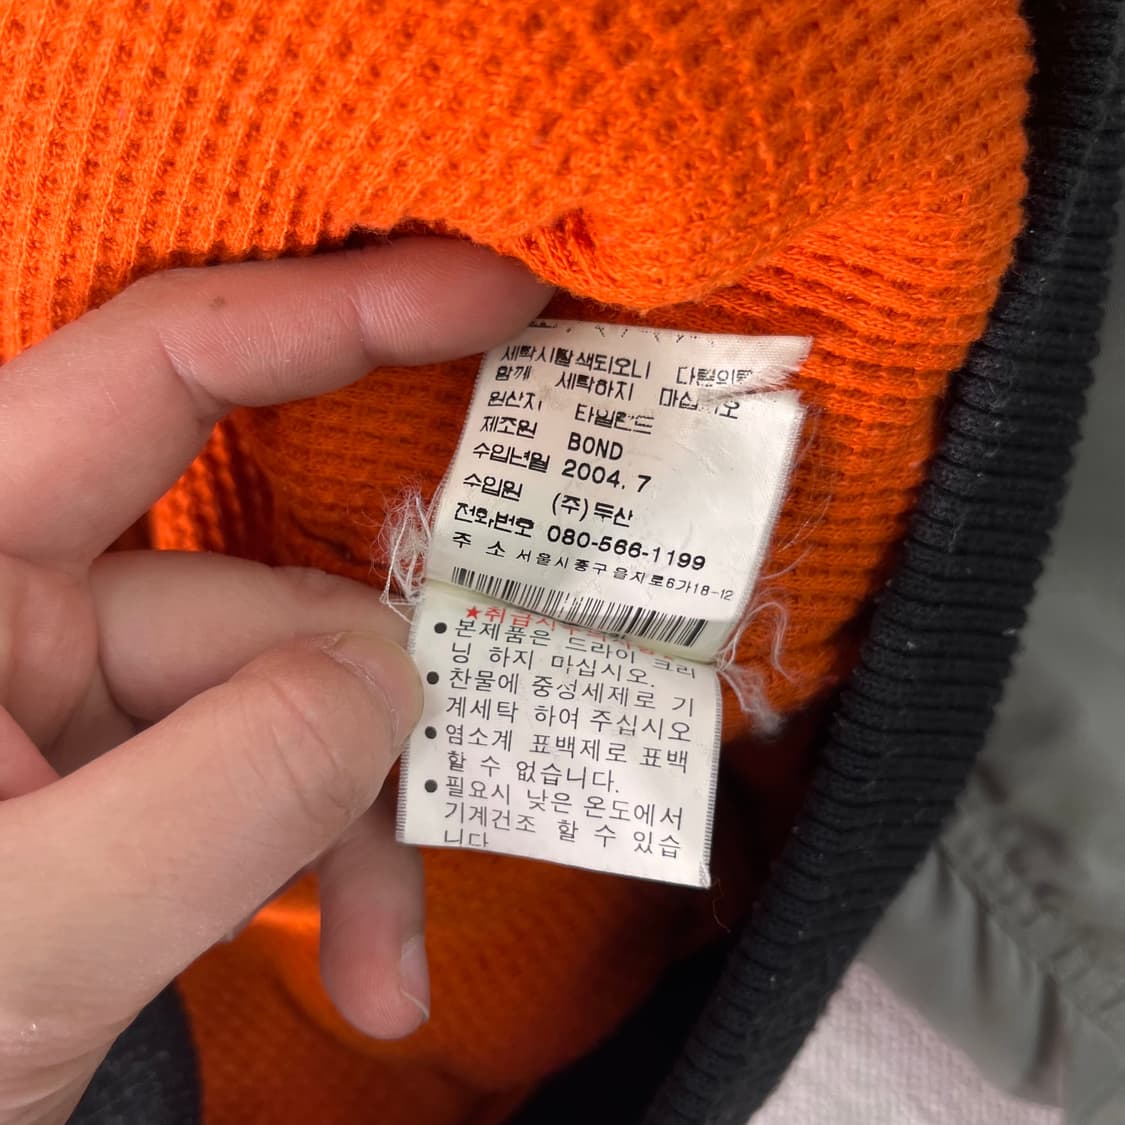 세탁시탈색되오니 다른의류
함께 세탁하지 마십시오
원산지 타일랜드
제조원 BOND
수입년월 2004. 7
수입원 (주)두산
전화번호 080-566-1199
주 소 서울시중구 을지로6가18-12
★취급시
● 본제품은 드라이 크리
닝 하지 마십시오.
● 찬물에 중성세제로 기
계세탁 하여 주십시오
● 염소계 표백제로 표백
할 수 없습니다.
● 필요시 낮은 온도에서
기계건조 할 수 있습
니다